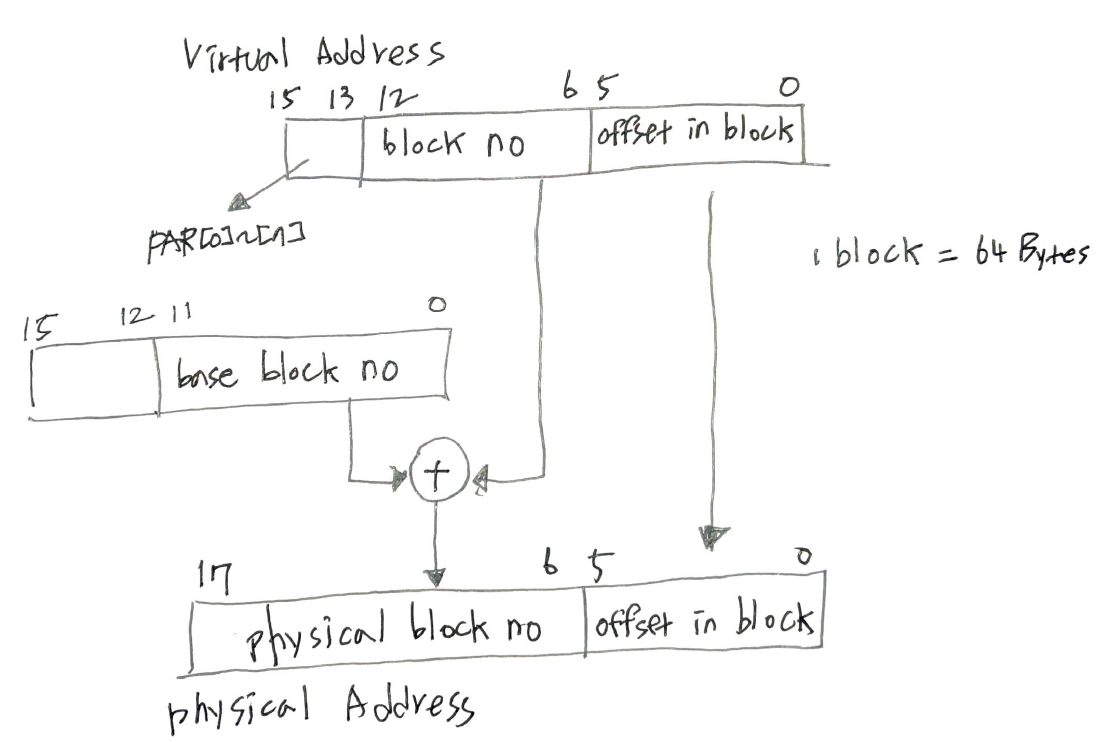 Virtual Address
15 13 12 6 5 0
block no offset in block
PAR[0]~[7]
1 block = 64 Bytes
15 12 11 0
base block no
+
17 6 5 0
physical block no offset in block
physical Address